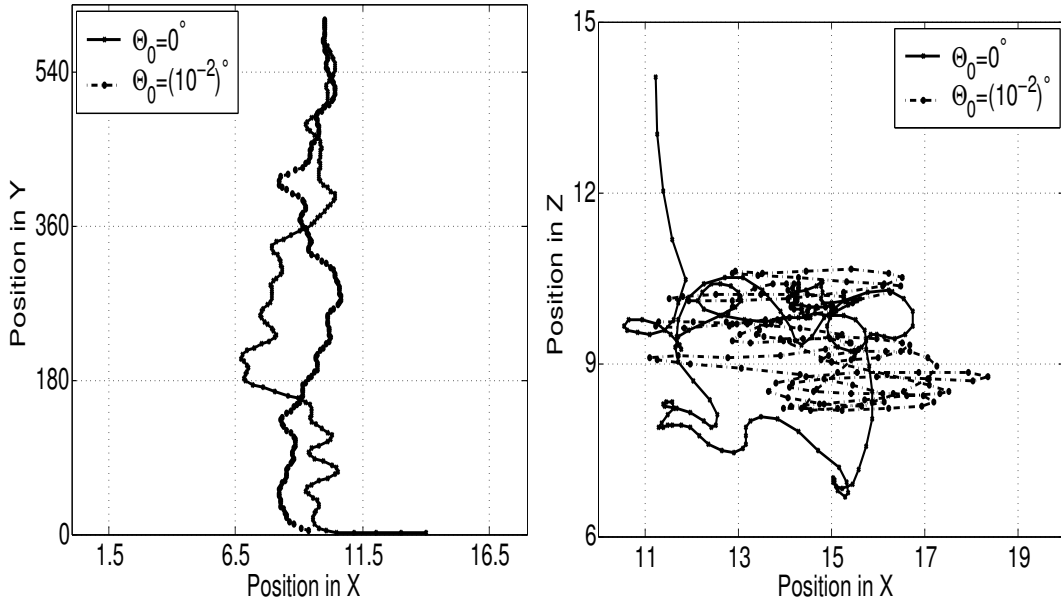 Θ₀=0°
Θ₀=(10⁻²)°
Position in Y
540
360
180
0
1.5 6.5 11.5 16.5
Position in X
Θ₀=0°
Θ₀=(10⁻²)°
Position in Z
15
12
9
6
11 13 15 17 19
Position in X